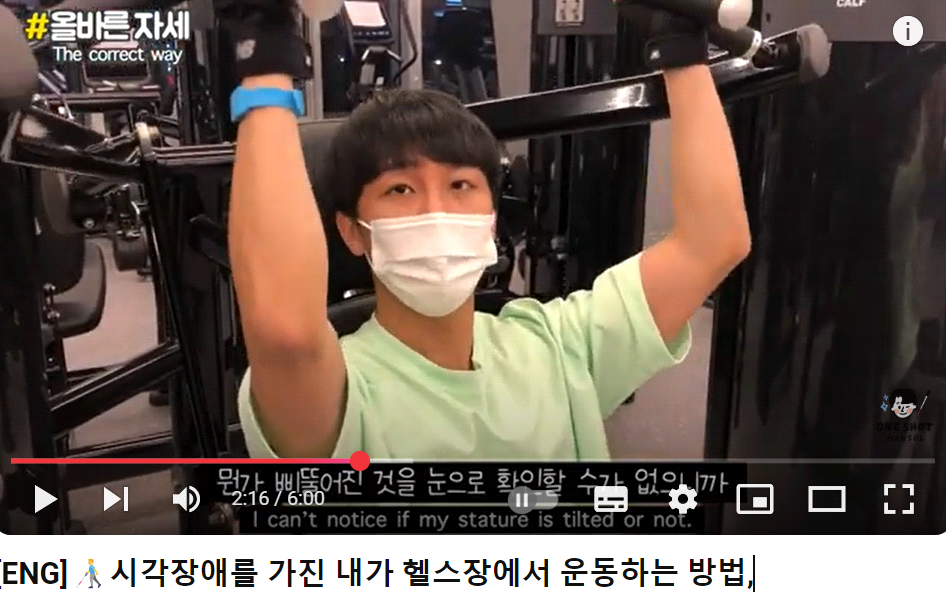 CALF
#올바른 자세
The correct way
ONE SHOT
HANSOL
뭔가 삐뚤어진 것을 눈으로 확인할 수가 없으니까
2:16 / 6:00
I can't notice if my stature is tilted or not.
[ENG] 시각장애를 가진 내가 헬스장에서 운동하는 방법,